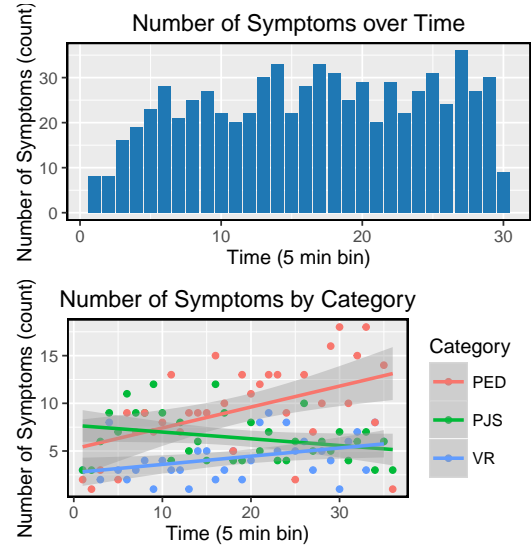 Number of Symptoms over Time
Number of Symptoms (count)
30
20
10
0
0 10 20 30
Time (5 min bin)
Number of Symptoms by Category
Number of Symptoms (count)
15
10
5
0 10 20 30
Time (5 min bin)
Category
PED
PJS
VR